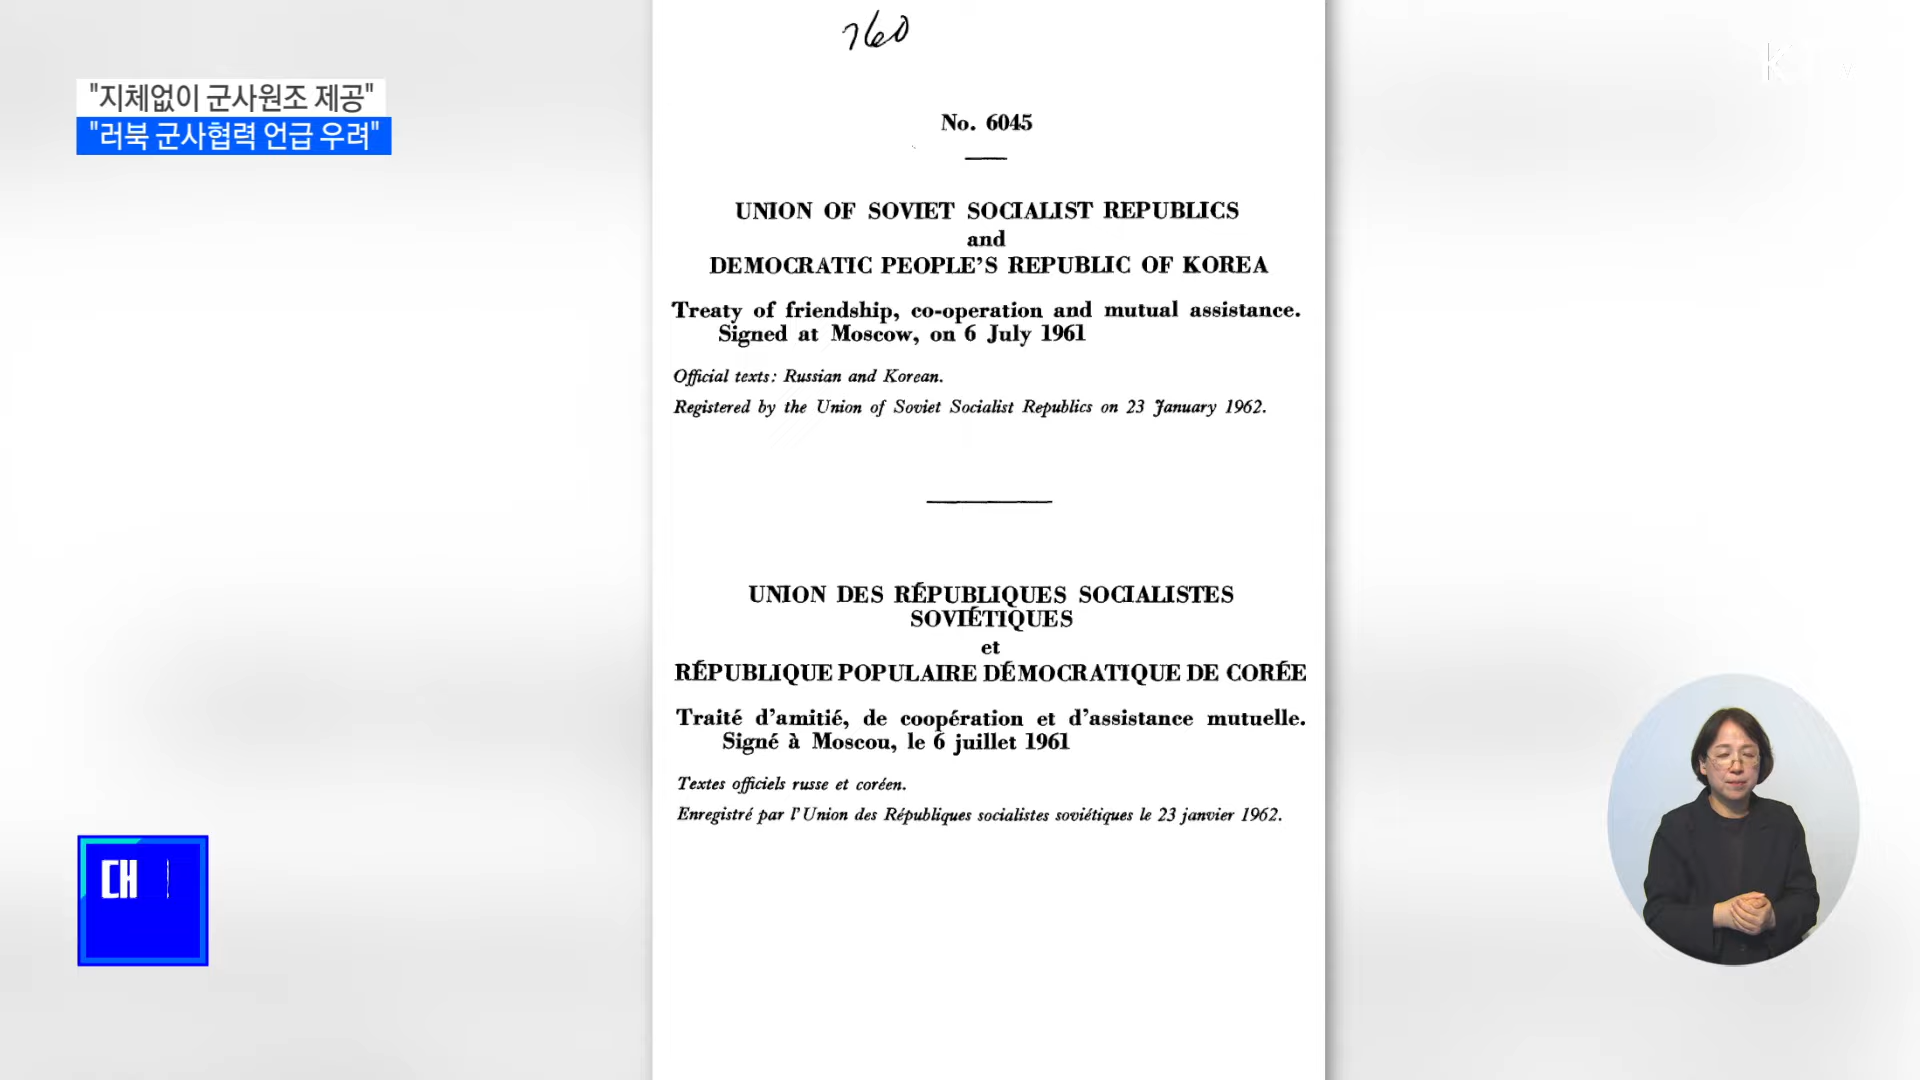 760
"지체없이 군사원조 제공"
"러북 군사협력 언급 우려"
No. 6045
UNION OF SOVIET SOCIALIST REPUBLICS
and
DEMOCRATIC PEOPLE'S REPUBLIC OF KOREA
Treaty of friendship, co-operation and mutual assistance.
Signed at Moscow, on 6 July 1961
Official texts: Russian and Korean.
Registered by the Union of Soviet Socialist Republics on 23 January 1962.
UNION DES RÉPUBLIQUES SOCIALISTES
SOVIÉTIQUES
et
RÉPUBLIQUE POPULAIRE DÉMOCRATIQUE DE CORÉE
Traité d'amitié, de coopération et d'assistance mutuelle.
Signé à Moscou, le 6 juillet 1961
Textes officiels russe et coréen.
Enregistré par l'Union des Républiques socialistes soviétiques le 23 janvier 1962.
대